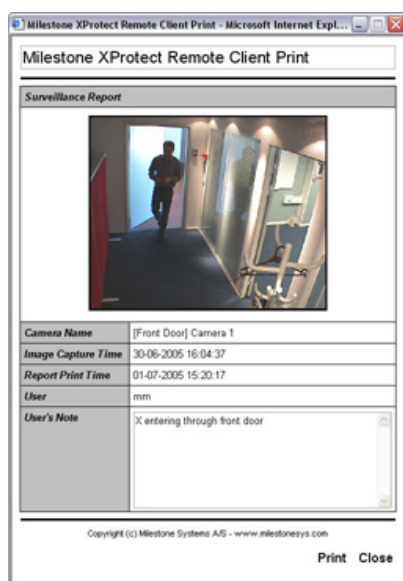 Milestone XProtect Remote Client Print - Microsoft Internet Expl...
Milestone XProtect Remote Client Print
Surveillance Report
Camera Name [Front Door] Camera 1
Image Capture Time 30-06-2005 16:04:37
Report Print Time 01-07-2005 15:20:17
User mm
User's Note X entering through front door
Copyright (c) Milestone Systems A/S - www.milestonesys.com
Print Close